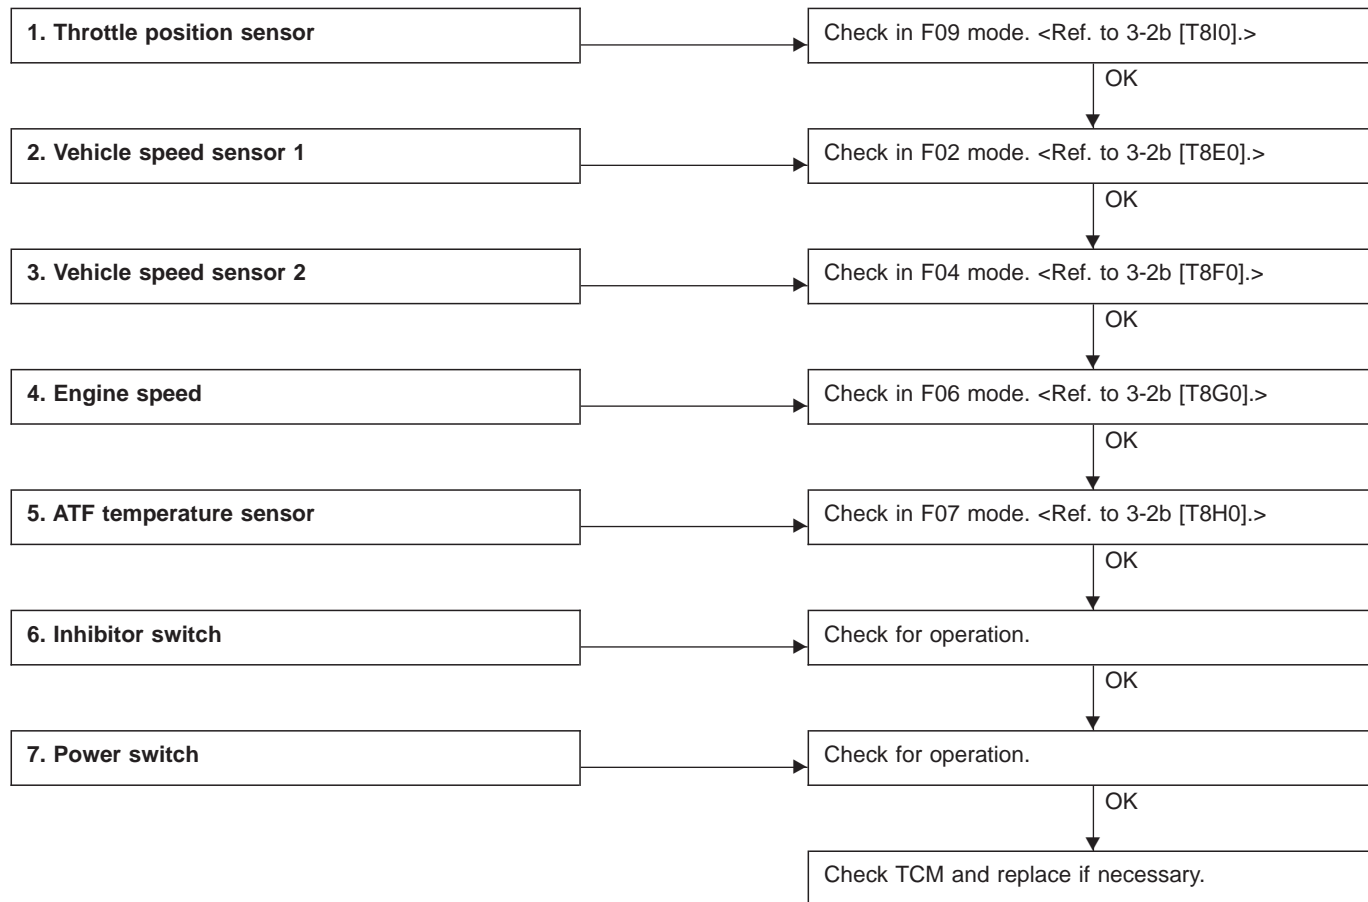 1. Throttle position sensor
Check in F09 mode. <Ref. to 3-2b [T8I0].>
OK
2. Vehicle speed sensor 1
Check in F02 mode. <Ref. to 3-2b [T8E0].>
OK
3. Vehicle speed sensor 2
Check in F04 mode. <Ref. to 3-2b [T8F0].>
OK
4. Engine speed
Check in F06 mode. <Ref. to 3-2b [T8G0].>
OK
5. ATF temperature sensor
Check in F07 mode. <Ref. to 3-2b [T8H0].>
OK
6. Inhibitor switch
Check for operation.
OK
7. Power switch
Check for operation.
OK
Check TCM and replace if necessary.